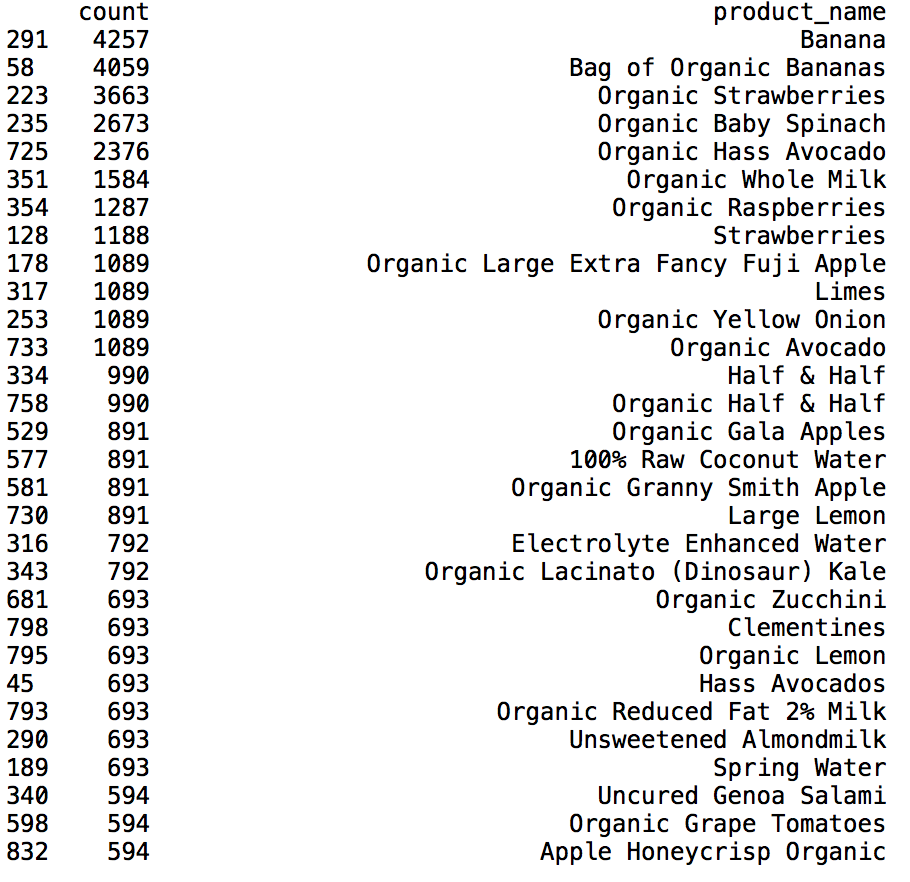 count product_name
291 4257 Banana
58 4059 Bag of Organic Bananas
223 3663 Organic Strawberries
235 2673 Organic Baby Spinach
725 2376 Organic Hass Avocado
351 1584 Organic Whole Milk
354 1287 Organic Raspberries
128 1188 Strawberries
178 1089 Organic Large Extra Fancy Fuji Apple
317 1089 Limes
253 1089 Organic Yellow Onion
733 1089 Organic Avocado
334 990 Half & Half
758 990 Organic Half & Half
529 891 Organic Gala Apples
577 891 100% Raw Coconut Water
581 891 Organic Granny Smith Apple
730 891 Large Lemon
316 792 Electrolyte Enhanced Water
343 792 Organic Lacinato (Dinosaur) Kale
681 693 Organic Zucchini
798 693 Clementines
795 693 Organic Lemon
45 693 Hass Avocados
793 693 Organic Reduced Fat 2% Milk
290 693 Unsweetened Almondmilk
189 693 Spring Water
340 594 Uncured Genoa Salami
598 594 Organic Grape Tomatoes
832 594 Apple Honeycrisp Organic